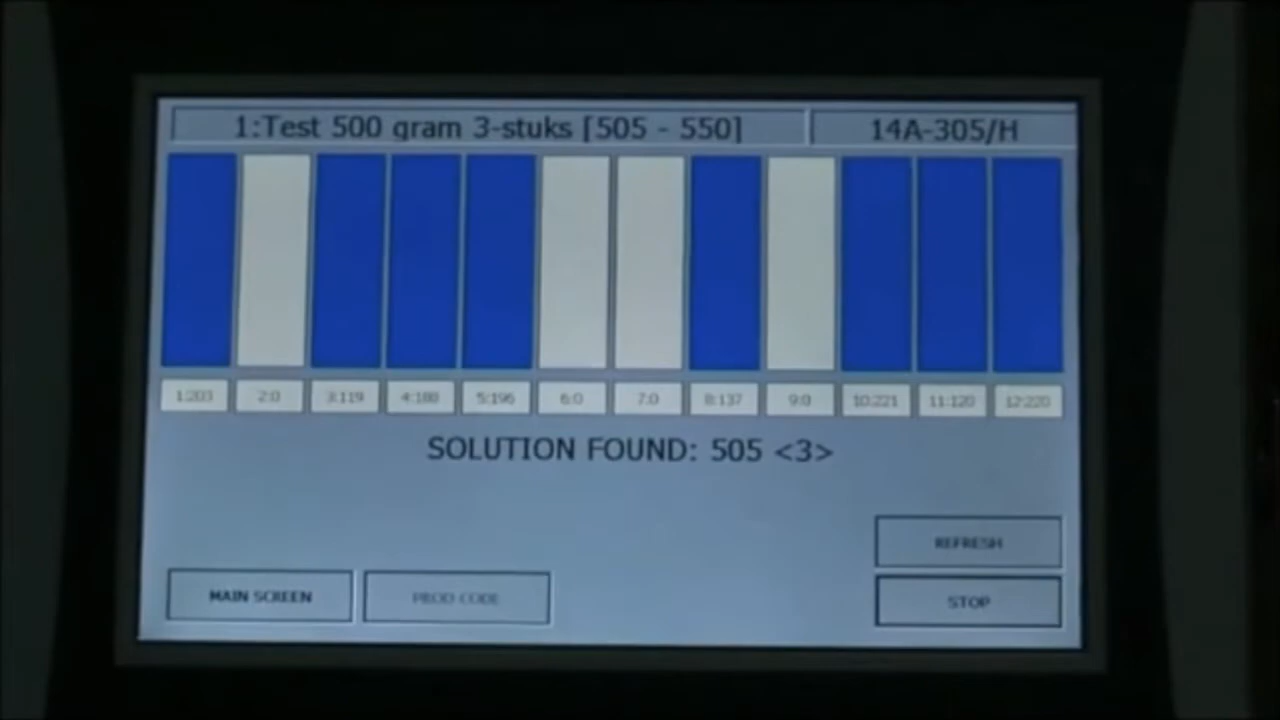 1:Test 500 gram 3-stuks [505 - 550] 14A-305/H
1:203 2:0 3:119 4:188 5:196 6:0 7:0 8:137 9:0 10:221 11:120 12:220
SOLUTION FOUND: 505 <3>
REFRESH
MAIN SCREEN PROD CODE STOP